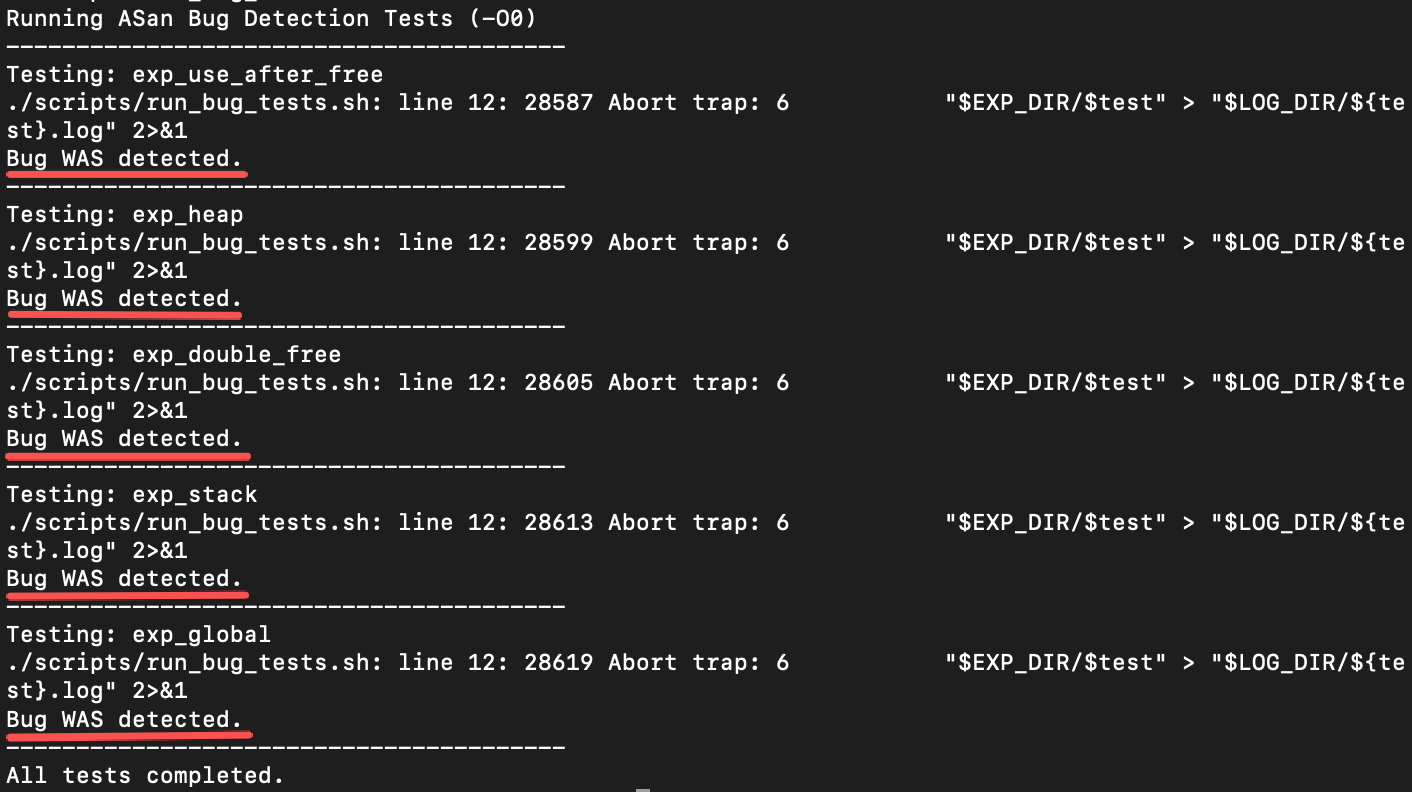 Running ASan Bug Detection Tests (-O0)
----------------------------------------
Testing: exp_use_after_free
./scripts/run_bug_tests.sh: line 12: 28587 Abort trap: 6           "$EXP_DIR/$test" > "$LOG_DIR/${te
st}.log" 2>&1
Bug WAS detected.
----------------------------------------
Testing: exp_heap
./scripts/run_bug_tests.sh: line 12: 28599 Abort trap: 6           "$EXP_DIR/$test" > "$LOG_DIR/${te
st}.log" 2>&1
Bug WAS detected.
----------------------------------------
Testing: exp_double_free
./scripts/run_bug_tests.sh: line 12: 28605 Abort trap: 6           "$EXP_DIR/$test" > "$LOG_DIR/${te
st}.log" 2>&1
Bug WAS detected.
----------------------------------------
Testing: exp_stack
./scripts/run_bug_tests.sh: line 12: 28613 Abort trap: 6           "$EXP_DIR/$test" > "$LOG_DIR/${te
st}.log" 2>&1
Bug WAS detected.
----------------------------------------
Testing: exp_global
./scripts/run_bug_tests.sh: line 12: 28619 Abort trap: 6           "$EXP_DIR/$test" > "$LOG_DIR/${te
st}.log" 2>&1
Bug WAS detected.
----------------------------------------
All tests completed.